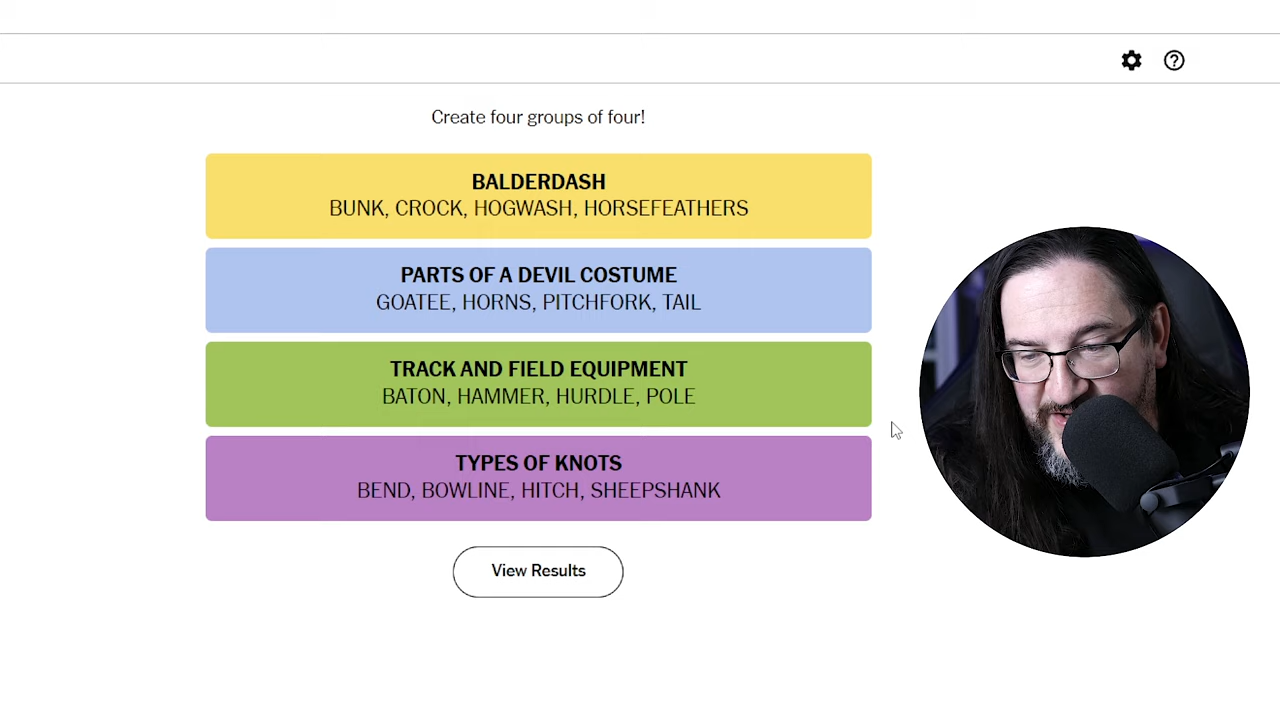 Create four groups of four!
BALDERDASH
BUNK, CROCK, HOGWASH, HORSEFEATHERS
PARTS OF A DEVIL COSTUME
GOATEE, HORNS, PITCHFORK, TAIL
TRACK AND FIELD EQUIPMENT
BATON, HAMMER, HURDLE, POLE
TYPES OF KNOTS
BEND, BOWLINE, HITCH, SHEEPSHANK
View Results